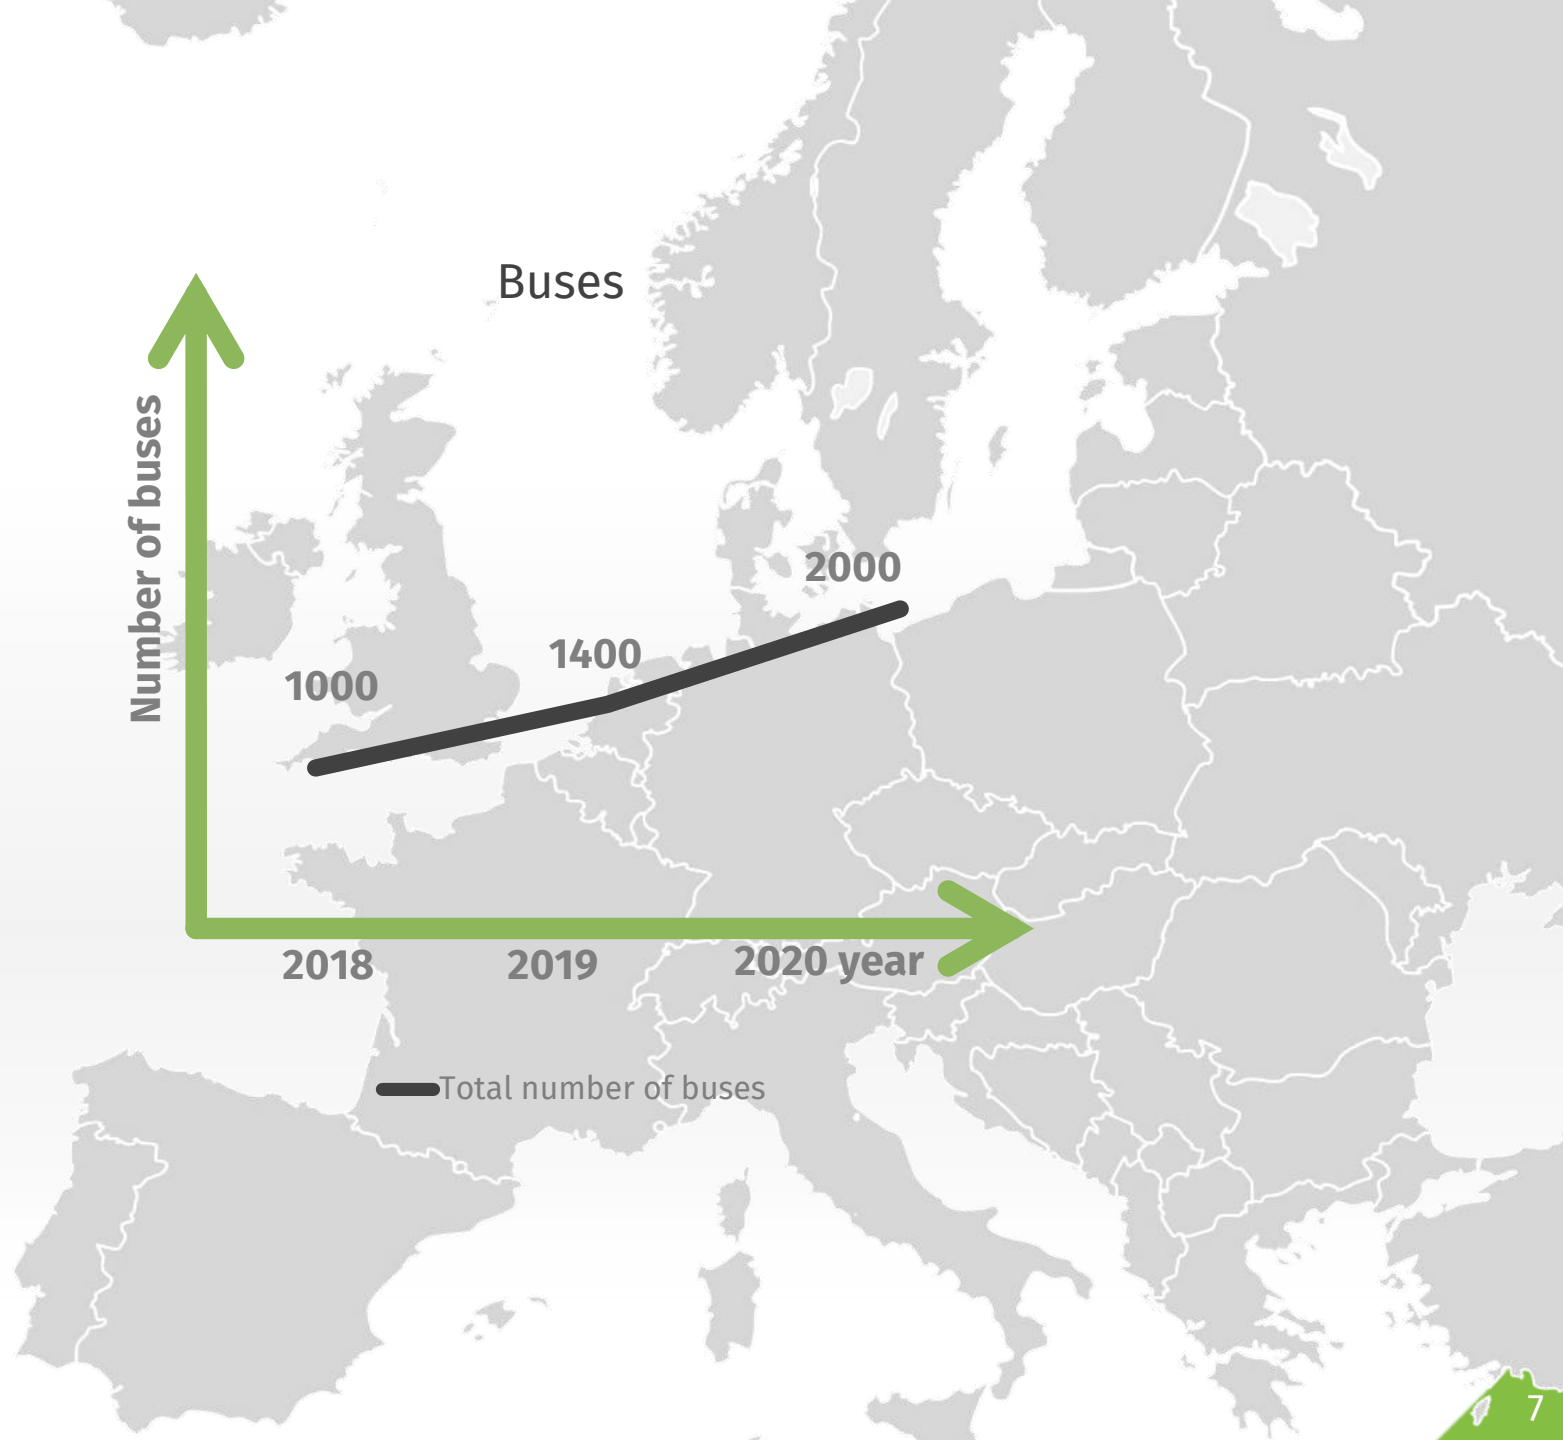 Buses
Number of buses
1000
1400
2000
2018
2019
2020 year
Total number of buses
7